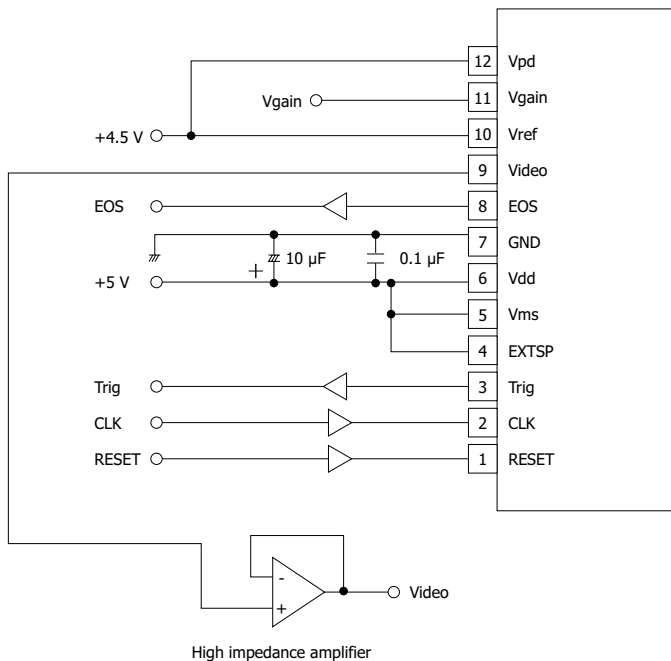 12 Vpd
Vgain 11 Vgain
+4.5 V 10 Vref
9 Video
EOS 8 EOS
7 GND
+ 10 µF 0.1 µF
+5 V 6 Vdd
5 Vms
4 EXTSP
Trig 3 Trig
CLK 2 CLK
RESET 1 RESET
-
+
Video
High impedance amplifier